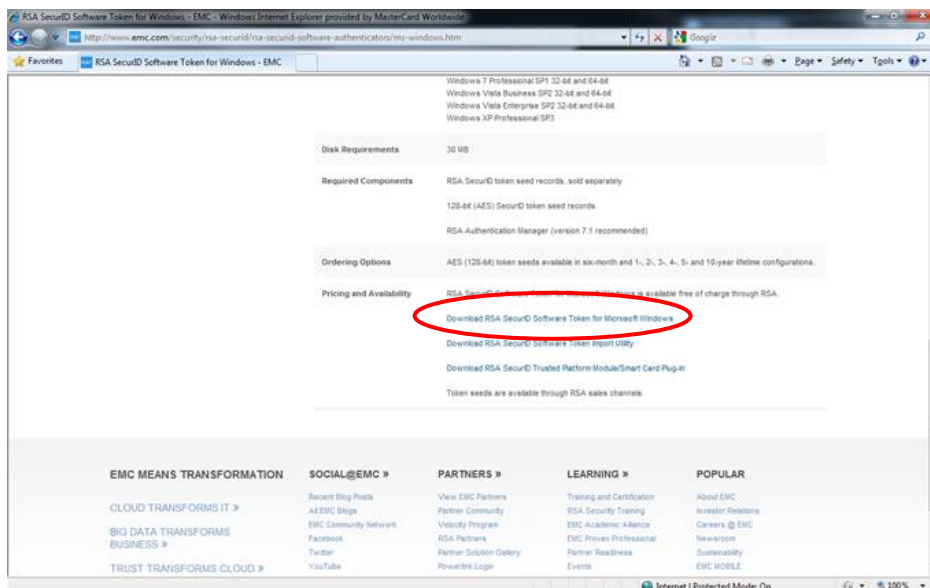 RSA SecurID Software Token for Windows - EMC - Windows Internet Explorer provided by MasterCard Worldwide
http://www.emc.com/security/rsa-securid/rsa-securid-software-authenticators/ms-windows.htm
Google
Favorites
RSA SecurID Software Token for Windows - EMC
Page
Safety
Tools
Windows 7 Professional SP1 32-bit and 64-bit
Windows Vista Business SP2 32-bit and 64-bit
Windows Vista Enterprise SP2 32-bit and 64-bit
Windows XP Professional SP3
Disk Requirements
30 MB
Required Components
RSA SecurID token seed records, sold separately
128-bit (AES) SecurID token seed records
RSA Authentication Manager (version 7.1 recommended)
Ordering Options
AES (128-bit) token seeds available in six-month and 1-, 2-, 3-, 4-, 5- and 10-year lifetime configurations.
Pricing and Availability
RSA SecurID Software Token for Microsoft Windows is available free of charge through RSA.
Download RSA SecurID Software Token for Microsoft Windows
Download RSA SecurID Software Token Import Utility
Download RSA SecurID Trusted Platform Module/Smart Card Plug-in
Token seeds are available through RSA sales channels.
EMC MEANS TRANSFORMATION
CLOUD TRANSFORMS IT »
BIG DATA TRANSFORMS
BUSINESS »
TRUST TRANSFORMS CLOUD »
SOCIAL@EMC »
Recent Blog Posts
All EMC Blogs
EMC Community Network
Facebook
Twitter
YouTube
PARTNERS »
View EMC Partners
Partner Community
Velocity Program
RSA Partners
Partner Solution Gallery
Powerlink Login
LEARNING »
Training and Certification
RSA Security Training
EMC Academic Alliance
EMC Proven Professional
Partner Readiness
Events
POPULAR
About EMC
Investor Relations
Careers @ EMC
Newsroom
Sustainability
EMC MOBILE
Internet | Protected Mode: On
100%